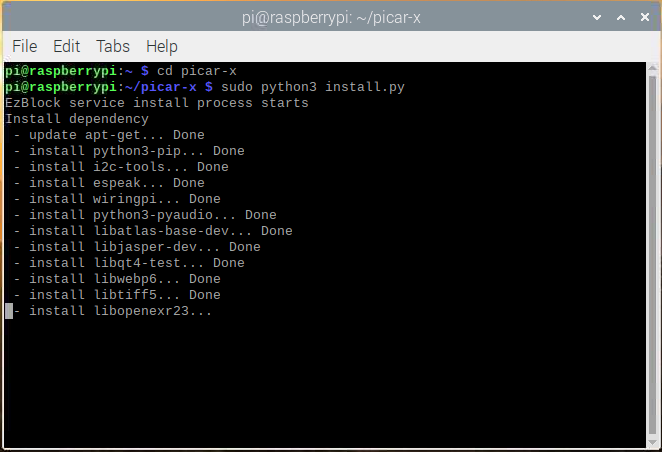 pi@raspberrypi: ~/picar-x
File Edit Tabs Help
pi@raspberrypi:~ $ cd picar-x
pi@raspberrypi:~/picar-x $ sudo python3 install.py
EzBlock service install process starts
Install dependency
 - update apt-get... Done
 - install python3-pip... Done
 - install i2c-tools... Done
 - install espeak... Done
 - install wiringpi... Done
 - install python3-pyaudio... Done
 - install libatlas-base-dev... Done
 - install libjasper-dev... Done
 - install libqt4-test... Done
 - install libwebp6... Done
 - install libtiff5... Done
 - install libopenexr23...